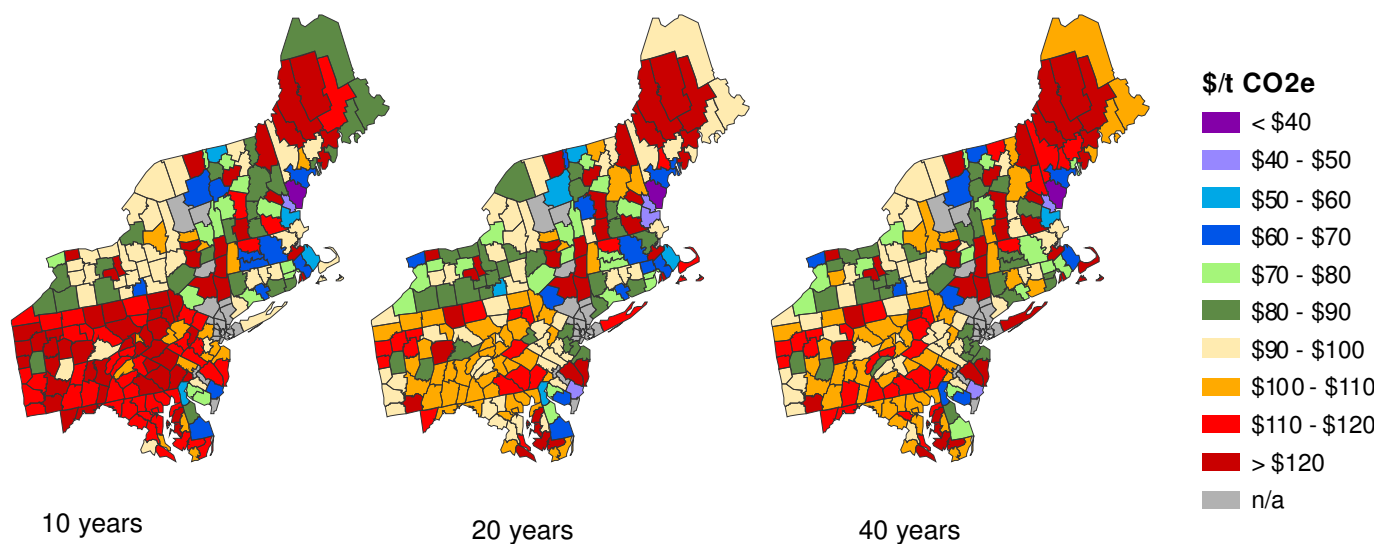 $/t CO2e
< $40
$40 - $50
$50 - $60
$60 - $70
$70 - $80
$80 - $90
$90 - $100
$100 - $110
$110 - $120
> $120
n/a
10 years
20 years
40 years